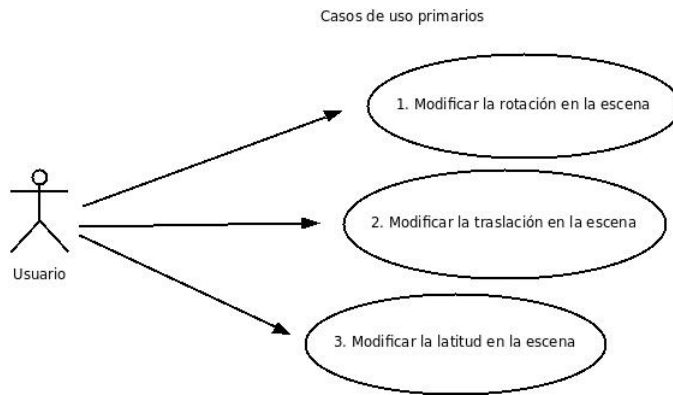 Casos de uso primarios
1. Modificar la rotación en la escena
2. Modificar la traslación en la escena
Usuario
3. Modificar la latitud en la escena